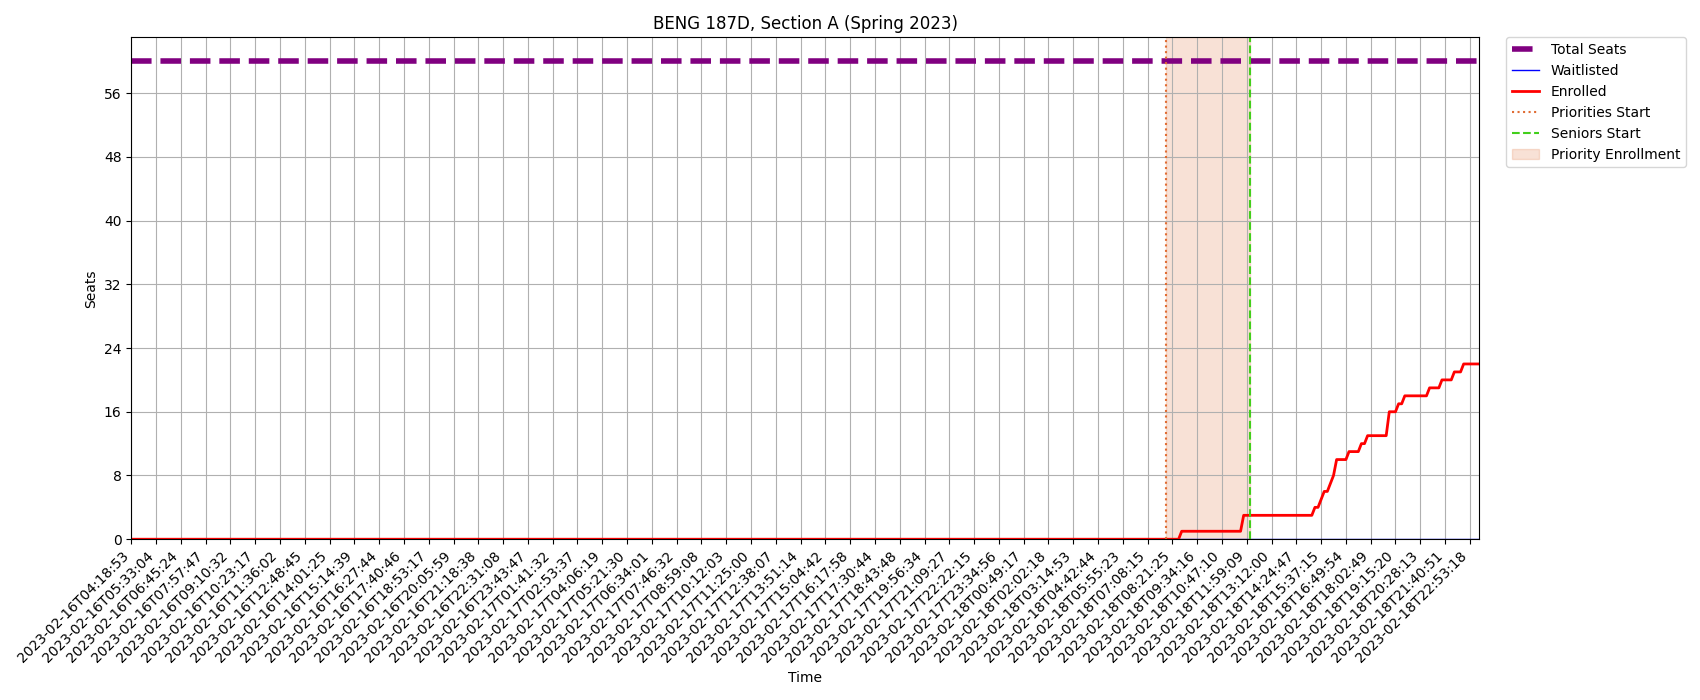 BENG 187D, Section A (Spring 2023)
Total Seats
Waitlisted
Enrolled
Priorities Start
Seniors Start
Priority Enrollment
Seats
56
48
40
32
24
16
8
0
2023-02-16T04:18:53
2023-02-16T05:33:04
2023-02-16T06:45:24
2023-02-16T07:57:47
2023-02-16T09:10:32
2023-02-16T10:23:17
2023-02-16T11:36:02
2023-02-16T12:48:45
2023-02-16T14:01:25
2023-02-16T15:14:39
2023-02-16T16:27:44
2023-02-16T17:40:46
2023-02-16T18:53:17
2023-02-16T20:05:59
2023-02-16T21:18:38
2023-02-16T22:31:08
2023-02-16T23:43:47
2023-02-17T01:41:32
2023-02-17T02:53:37
2023-02-17T04:06:19
2023-02-17T05:21:30
2023-02-17T06:34:01
2023-02-17T07:46:32
2023-02-17T08:59:08
2023-02-17T10:12:03
2023-02-17T11:25:00
2023-02-17T12:38:07
2023-02-17T13:51:14
2023-02-17T15:04:42
2023-02-17T16:17:58
2023-02-17T17:30:44
2023-02-17T18:43:48
2023-02-17T19:56:34
2023-02-17T21:09:27
2023-02-17T22:22:15
2023-02-17T23:34:56
2023-02-18T00:49:17
2023-02-18T02:02:18
2023-02-18T03:14:53
2023-02-18T04:42:44
2023-02-18T05:55:23
2023-02-18T07:08:15
2023-02-18T08:21:25
2023-02-18T09:34:16
2023-02-18T10:47:10
2023-02-18T11:59:09
2023-02-18T13:12:00
2023-02-18T14:24:47
2023-02-18T15:37:15
2023-02-18T16:49:54
2023-02-18T18:02:49
2023-02-18T19:15:20
2023-02-18T20:28:13
2023-02-18T21:40:51
2023-02-18T22:53:18
Time